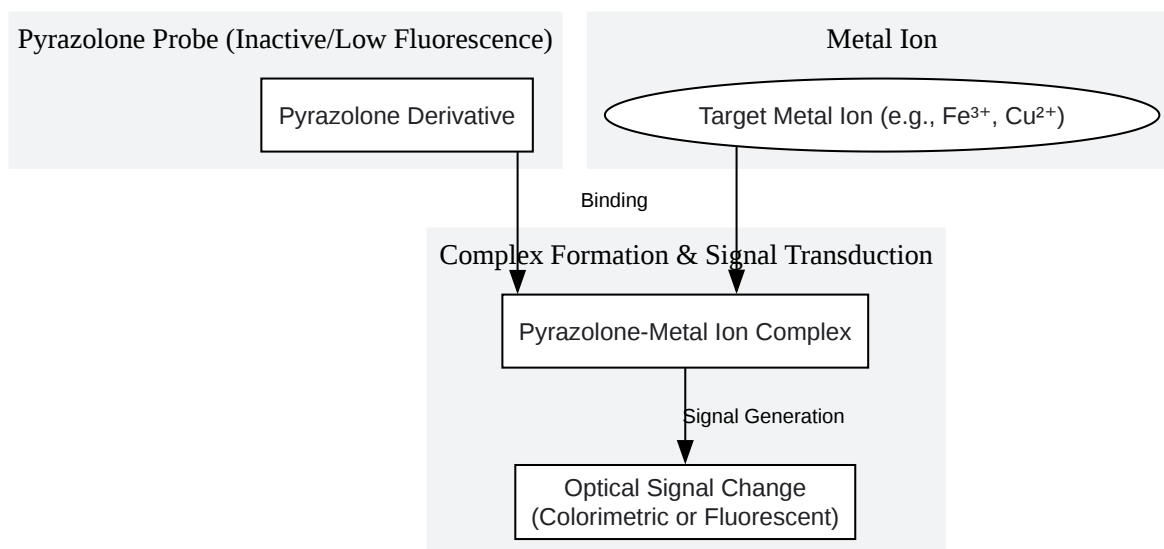 Pyrazolone Probe (Inactive/Low Fluorescence)
Metal Ion
Pyrazolone Derivative
Target Metal Ion (e.g., Fe³⁺, Cu²⁺)
Binding
Complex Formation & Signal Transduction
Pyrazolone-Metal Ion Complex
Signal Generation
Optical Signal Change
(Colorimetric or Fluorescent)